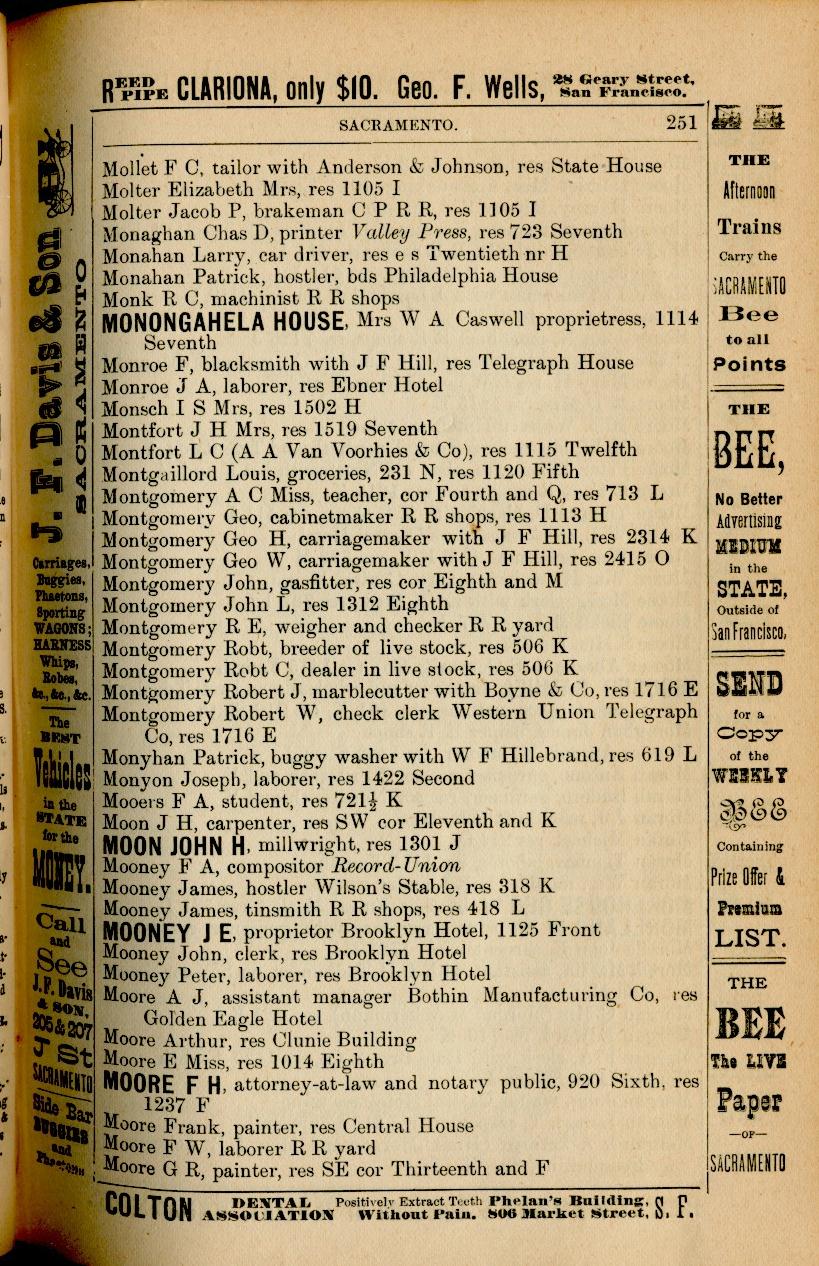 REED PIPE CLARIONA, only $10. Geo. F. Wells, 28 Geary Street, San Francisco.
SACRAMENTO. 251
Mollet F C, tailor with Anderson & Johnson, res State House
Molter Elizabeth Mrs, res 1105 I
Molter Jacob P, brakeman C P R R, res 1105 I
Monaghan Chas D, printer Valley Press, res 723 Seventh
Monahan Larry, car driver, res e s Twentieth nr H
Monahan Patrick, hostler, bds Philadelphia House
Monk R C, machinist R R shops
MONONGAHELA HOUSE, Mrs W A Caswell proprietress, 1114
Seventh
Monroe F, blacksmith with J F Hill, res Telegraph House
Monroe J A, laborer, res Ebner Hotel
Monsch I S Mrs, res 1502 H
Montfort J H Mrs, res 1519 Seventh
Montfort L C (A A Van Voorhies & Co), res 1115 Twelfth
Montgaillord Louis, groceries, 231 N, res 1120 Fifth
Montgomery A C Miss, teacher, cor Fourth and Q, res 713 L
Montgomery Geo, cabinetmaker R R shops, res 1113 H
Montgomery Geo H, carriagemaker with J F Hill, res 2314 K
Montgomery Geo W, carriagemaker with J F Hill, res 2415 O
Montgomery John, gasfitter, res cor Eighth and M
Montgomery John L, res 1312 Eighth
Montgomery R E, weigher and checker R R yard
Montgomery Robt, breeder of live stock, res 506 K
Montgomery Robt C, dealer in live stock, res 506 K
Montgomery Robert J, marblecutter with Boyne & Co, res 1716 E
Montgomery Robert W, check clerk Western Union Telegraph
Co, res 1716 E
Monyhan Patrick, buggy washer with W F Hillebrand, res 619 L
Monyon Joseph, laborer, res 1422 Second
Mooers F A, student, res 721½ K
Moon J H, carpenter, res SW cor Eleventh and K
MOON JOHN H, millwright, res 1301 J
Mooney F A, compositor Record-Union
Mooney James, hostler Wilson's Stable, res 318 K
Mooney James, tinsmith R R shops, res 418 L
MOONEY J E, proprietor Brooklyn Hotel, 1125 Front
Mooney John, clerk, res Brooklyn Hotel
Mooney Peter, laborer, res Brooklyn Hotel
Moore A J, assistant manager Bothin Manufacturing Co, res
Golden Eagle Hotel
Moore Arthur, res Clunie Building
Moore E Miss, res 1014 Eighth
MOORE F H, attorney-at-law and notary public, 920 Sixth, res
1237 F
Moore Frank, painter, res Central House
Moore F W, laborer R R yard
Moore G R, painter, res SE cor Thirteenth and F
COLTON DENTAL ASSOCIATION Positively Extract Teeth Without Pain. Phelan's Building, 806 Market Street, S. F.
J. F. Davis & Son
SACRAMENTO
Carriages,
Buggies,
Phaetons,
Sporting
WAGONS;
HARNESS
Whips,
Robes,
&c., &c., &c.
The
BEST
Vehicles
in the
STATE
for the
MONEY.
Call
and
See
J. F. Davis
& SON,
205 & 207
J St
SACRAMENTO
Side Bar
BUGGIES
and
Phaetons
THE
Afternoon
Trains
Carry the
SACRAMENTO
Bee
to all
Points
THE
BEE,
No Better
Advertising
MEDIUM
in the
STATE,
Outside of
San Francisco,
SEND
for a
Copy
of the
WEEKLY
BEE
Containing
Prize Offer &
Premium
LIST.
THE
BEE
The LIVE
Paper
—OF—
SACRAMENTO